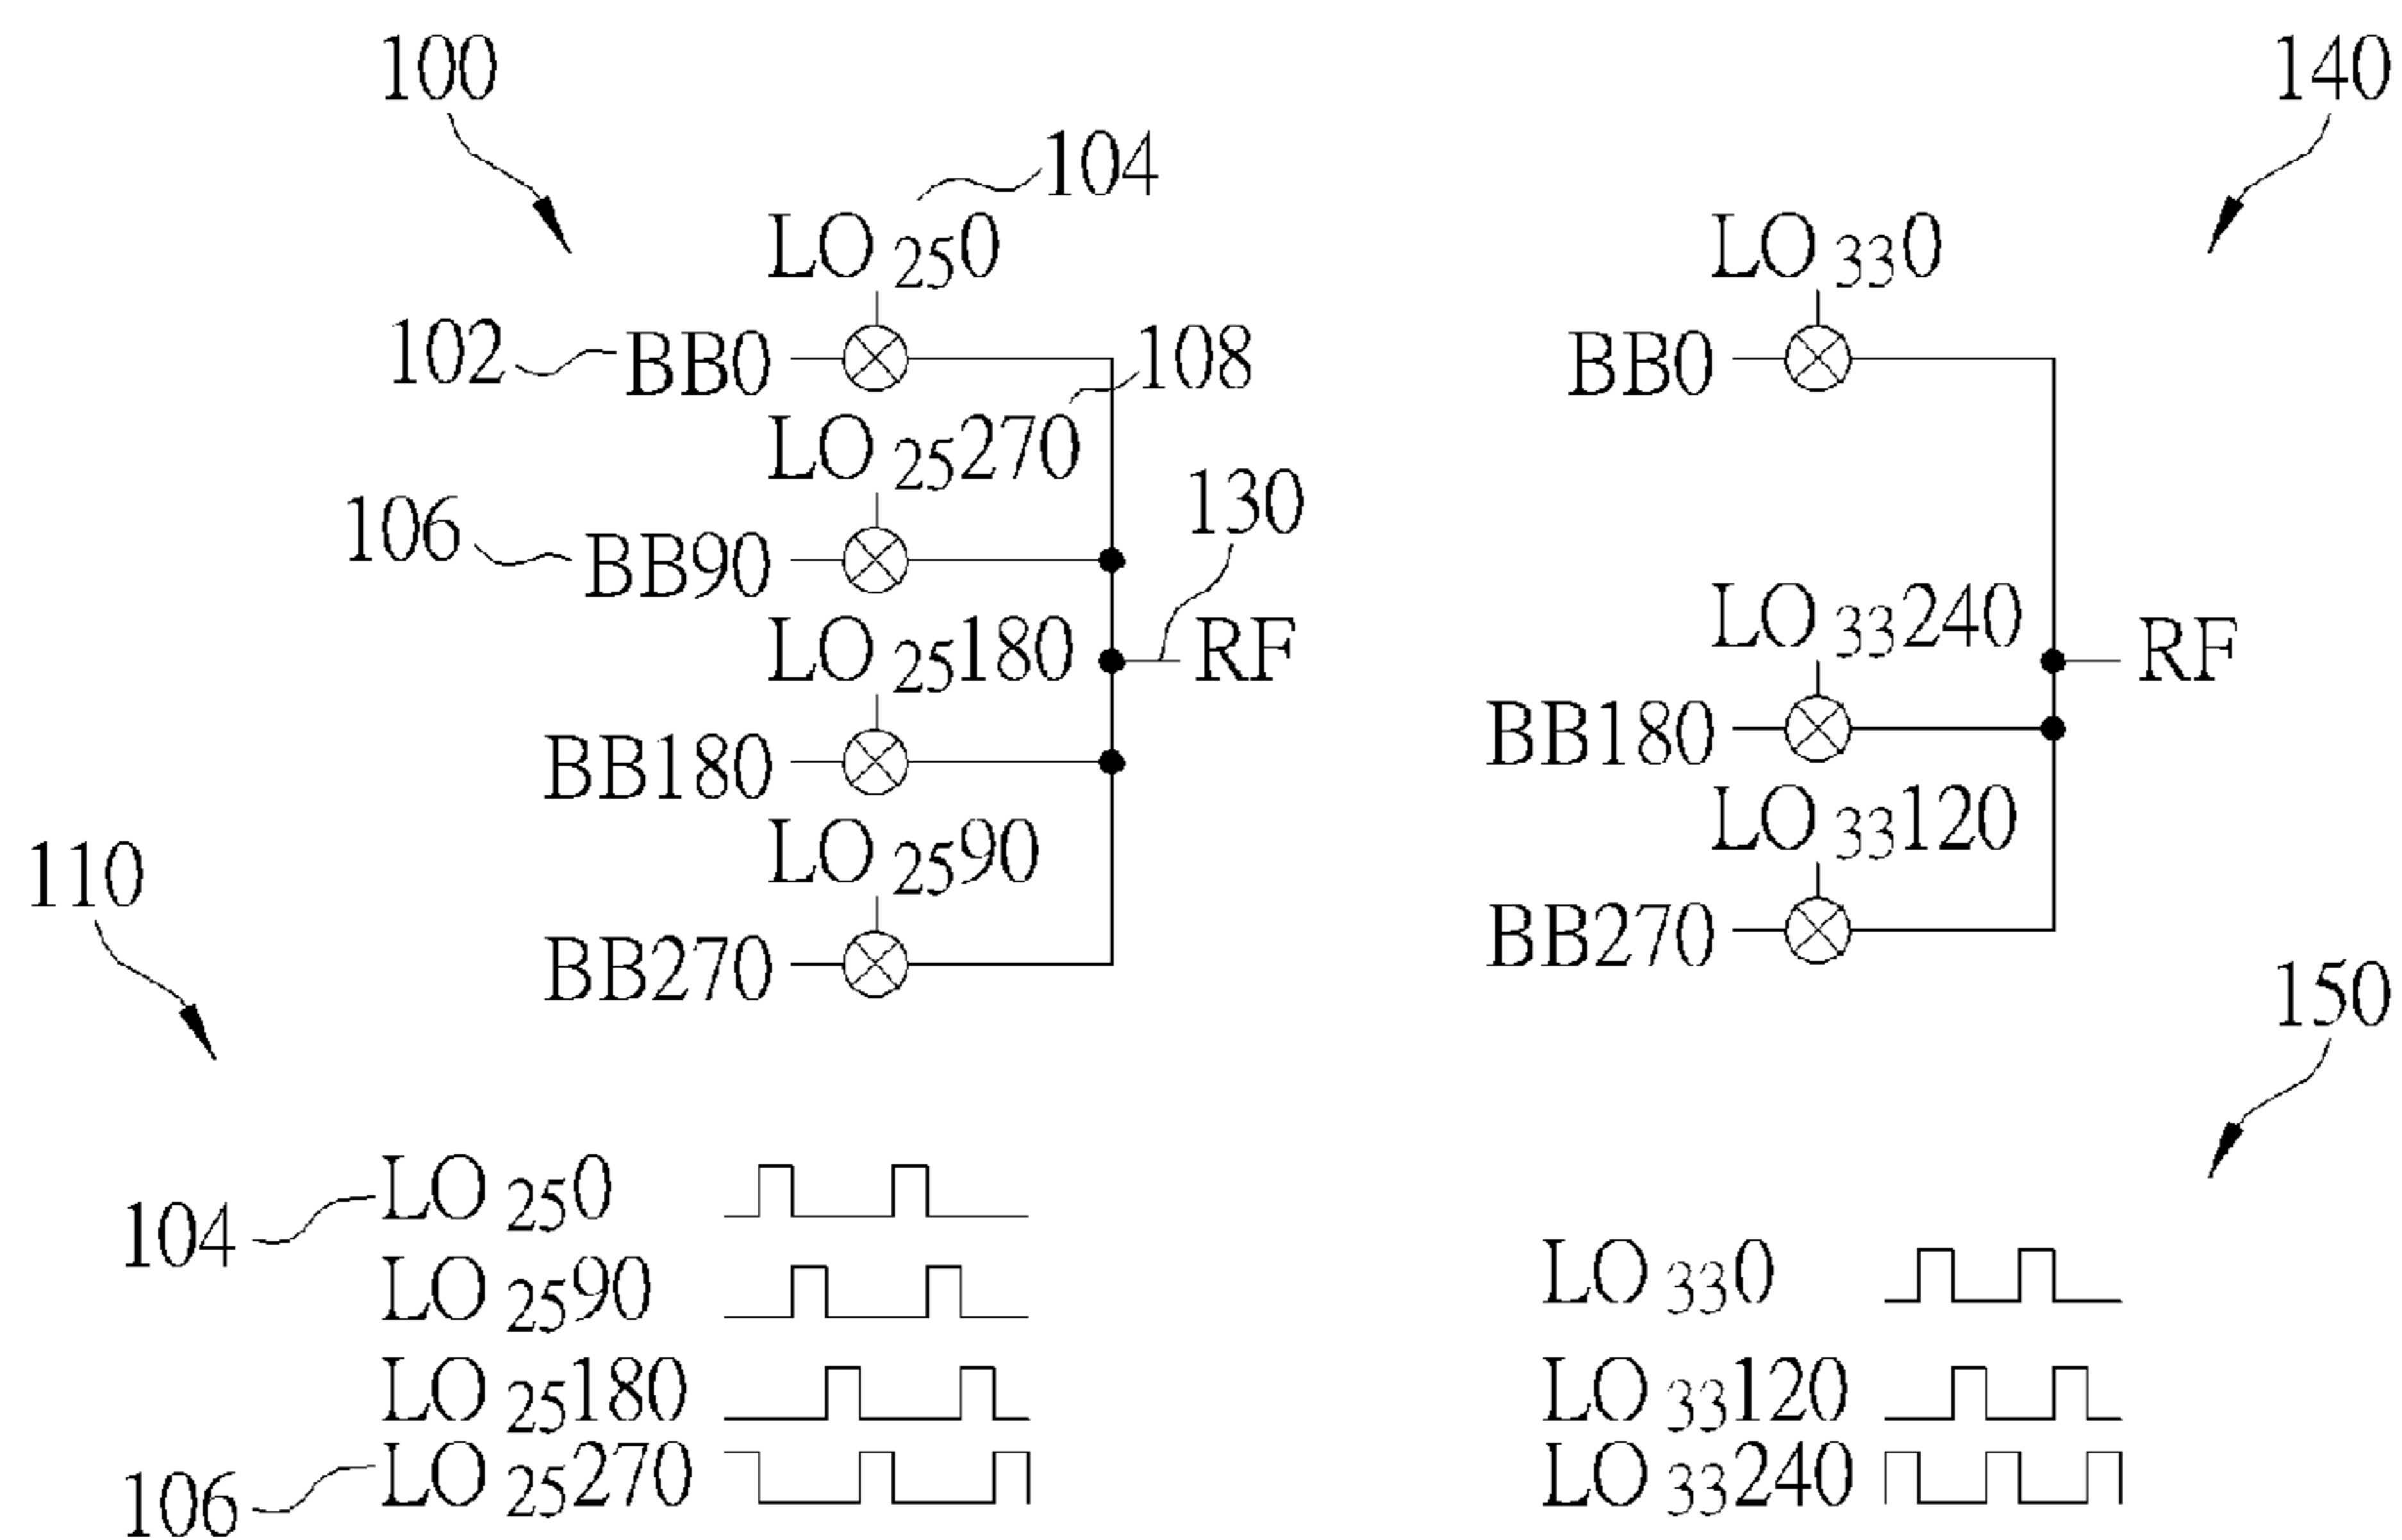 100
104
LO 25 0
102 BB0
108
LO 25 270
106 BB90
130
LO 25 180
RF
BB180
LO 25 90
BB270
110
104 LO 25 0
LO 25 90
LO 25 180
106 LO 25 270
140
LO 33 0
BB0
LO 33 240
RF
BB180
LO 33 120
BB270
150
LO 33 0
LO 33 120
LO 33 240